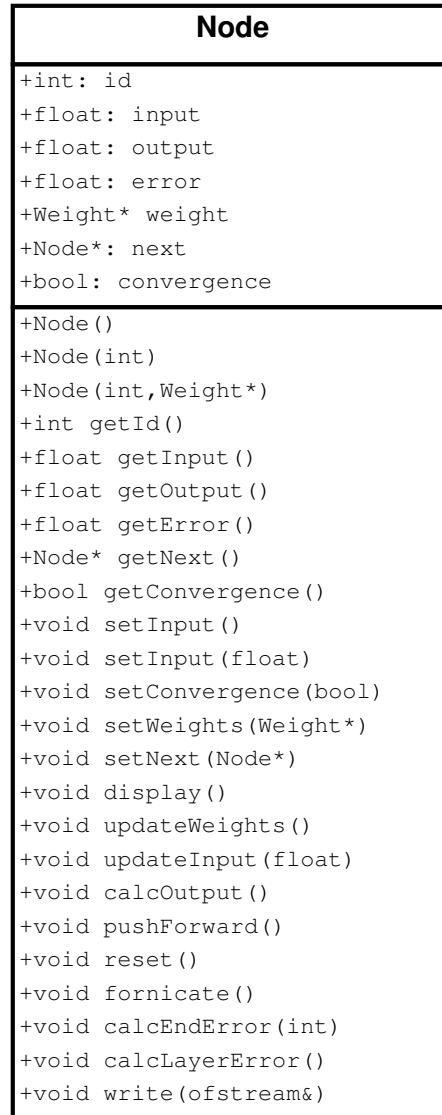 Node
+int: id
+float: input
+float: output
+float: error
+Weight* weight
+Node*: next
+bool: convergence
+Node()
+Node(int)
+Node(int,Weight*)
+int getId()
+float getInput()
+float getOutput()
+float getError()
+Node* getNext()
+bool getConvergence()
+void setInput()
+void setInput(float)
+void setConvergence(bool)
+void setWeights(Weight*)
+void setNext(Node*)
+void display()
+void updateWeights()
+void updateInput(float)
+void calcOutput()
+void pushForward()
+void reset()
+void fornicate()
+void calcEndError(int)
+void calcLayerError()
+void write(ofstream&)